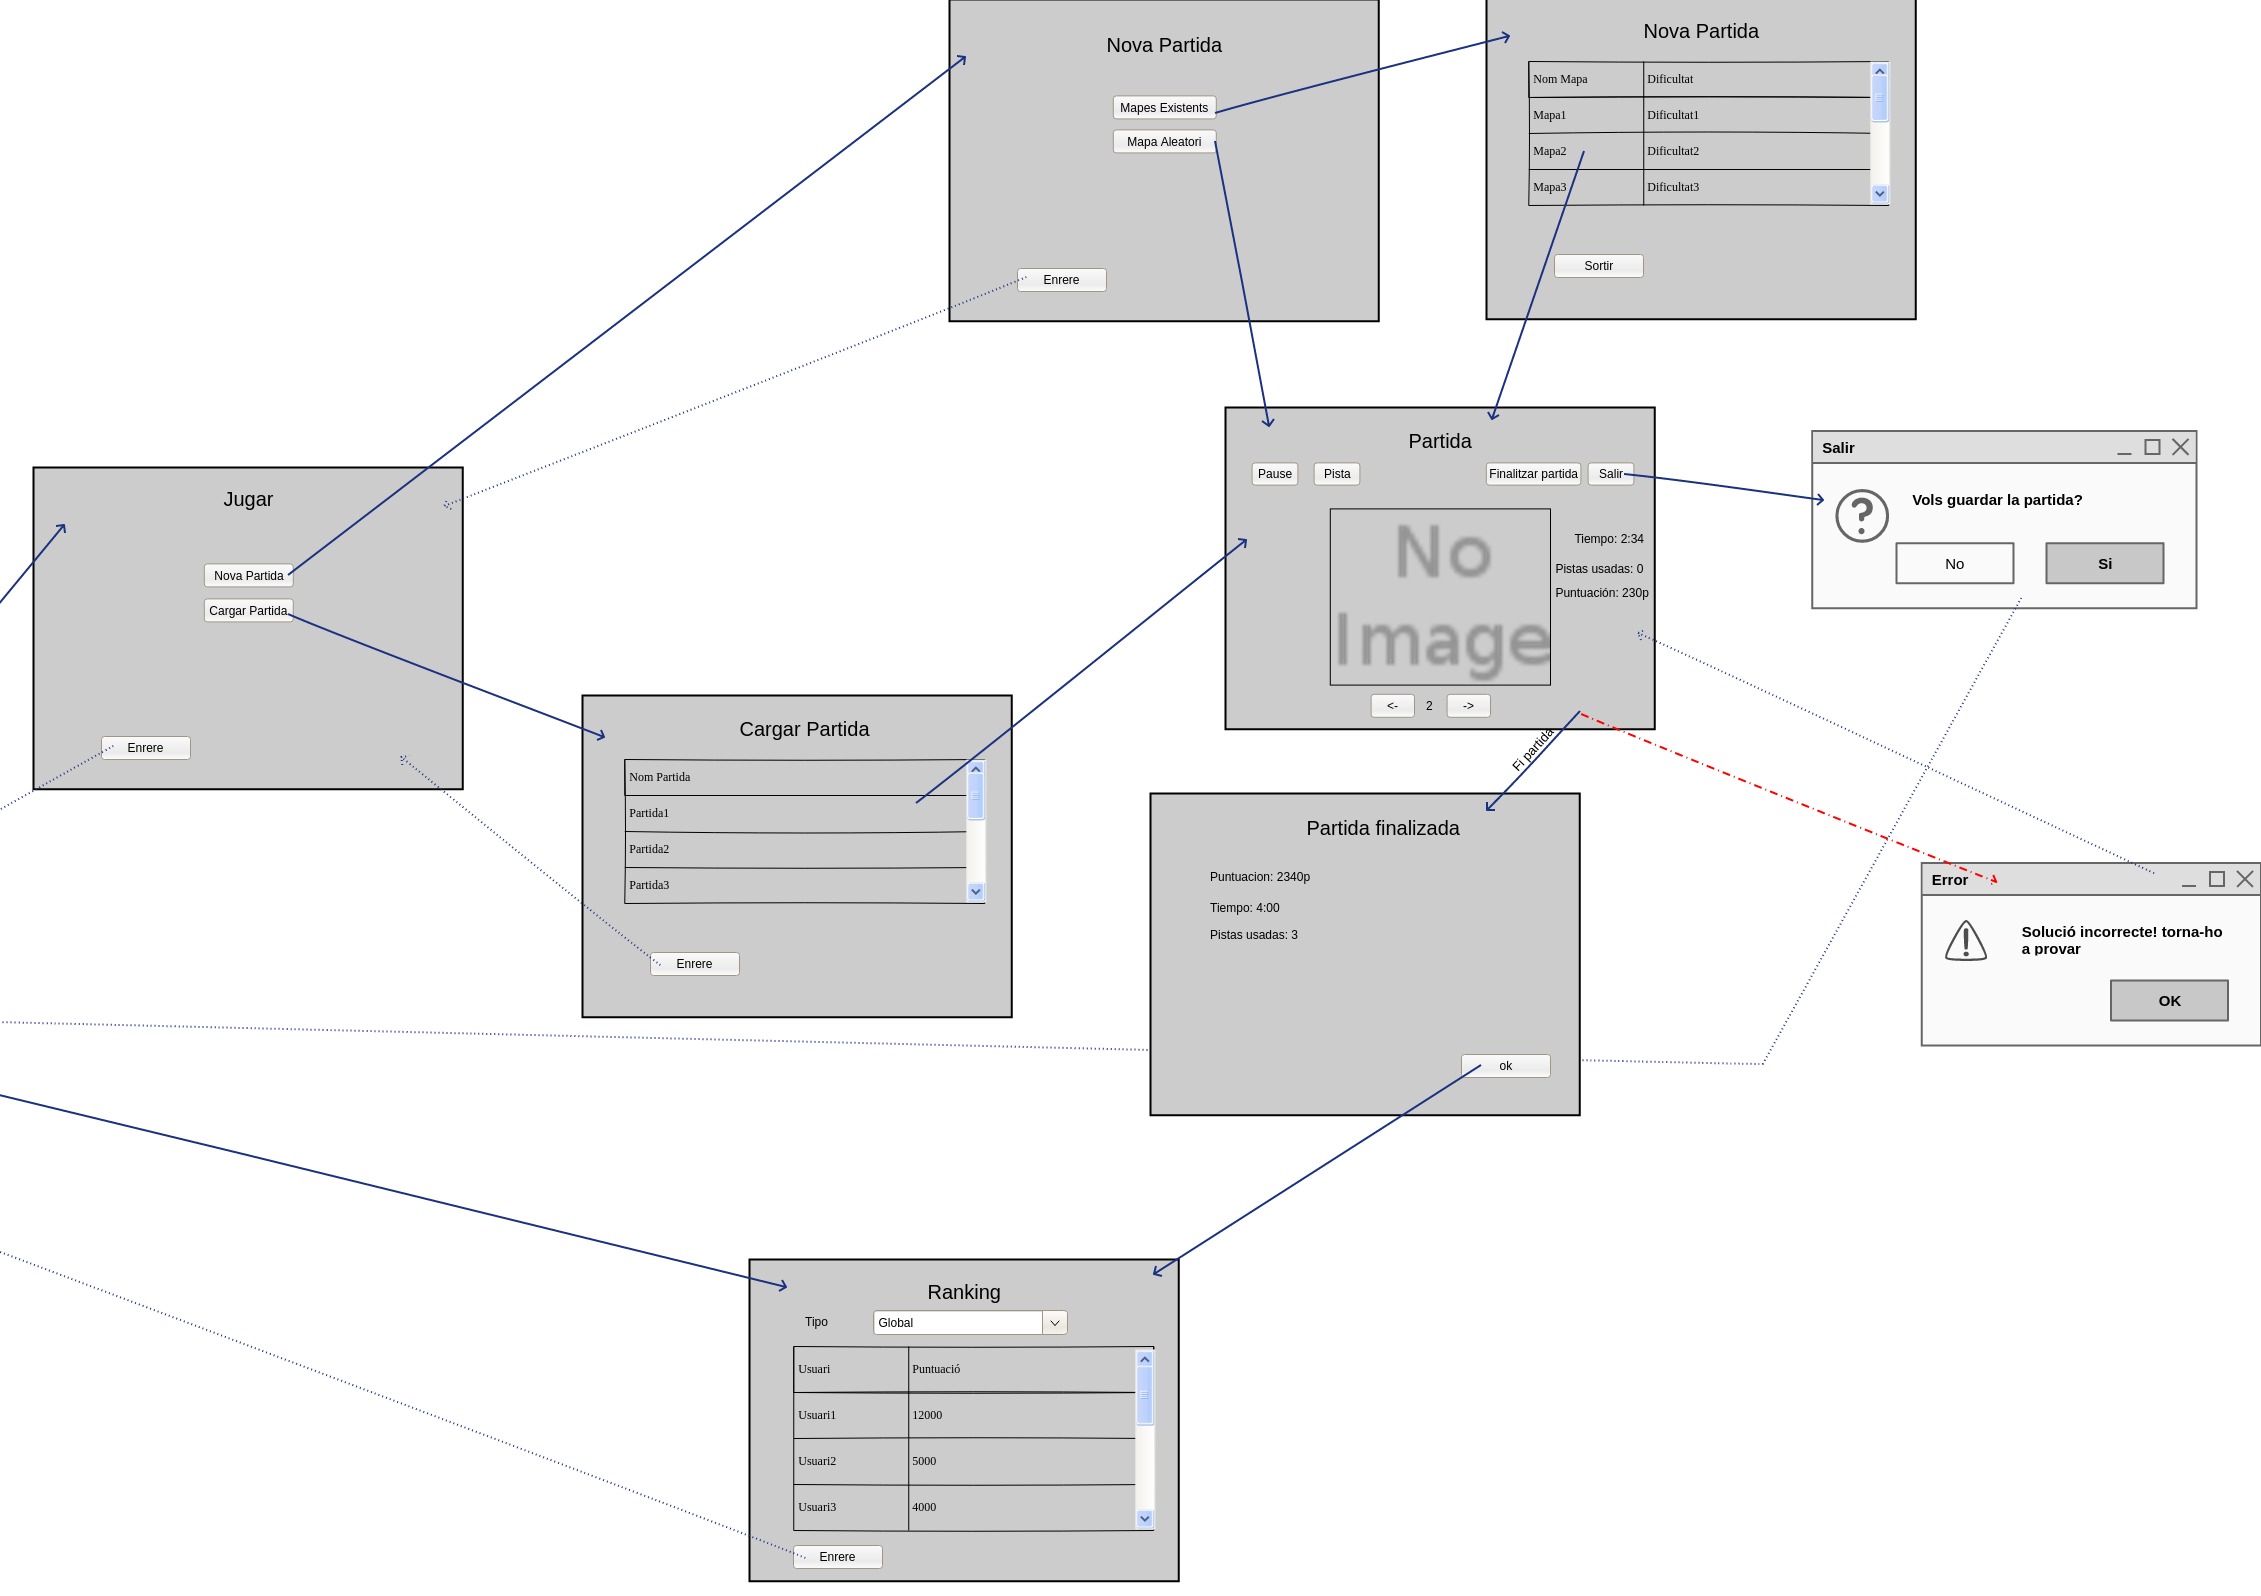 Nova Partida
Mapes Existents
Mapa Aleatori
Enrere
Nova Partida
Nom Mapa Dificultat
Mapa1 Dificultat1
Mapa2 Dificultat2
Mapa3 Dificultat3
Sortir
Jugar
Nova Partida
Cargar Partida
Enrere
Cargar Partida
Nom Partida
Partida1
Partida2
Partida3
Enrere
Partida
Pause Pista Finalitzar partida Salir
No
Image
Tiempo: 2:34
Pistas usadas: 0
Puntuación: 230p
<- 2 ->
Salir
Vols guardar la partida?
No Si
Fi partida
Partida finalizada
Puntuacion: 2340p
Tiempo: 4:00
Pistas usadas: 3
ok
Error
Solució incorrecte! torna-ho
a provar
OK
Ranking
Tipo Global
Usuari Puntuació
Usuari1 12000
Usuari2 5000
Usuari3 4000
Enrere